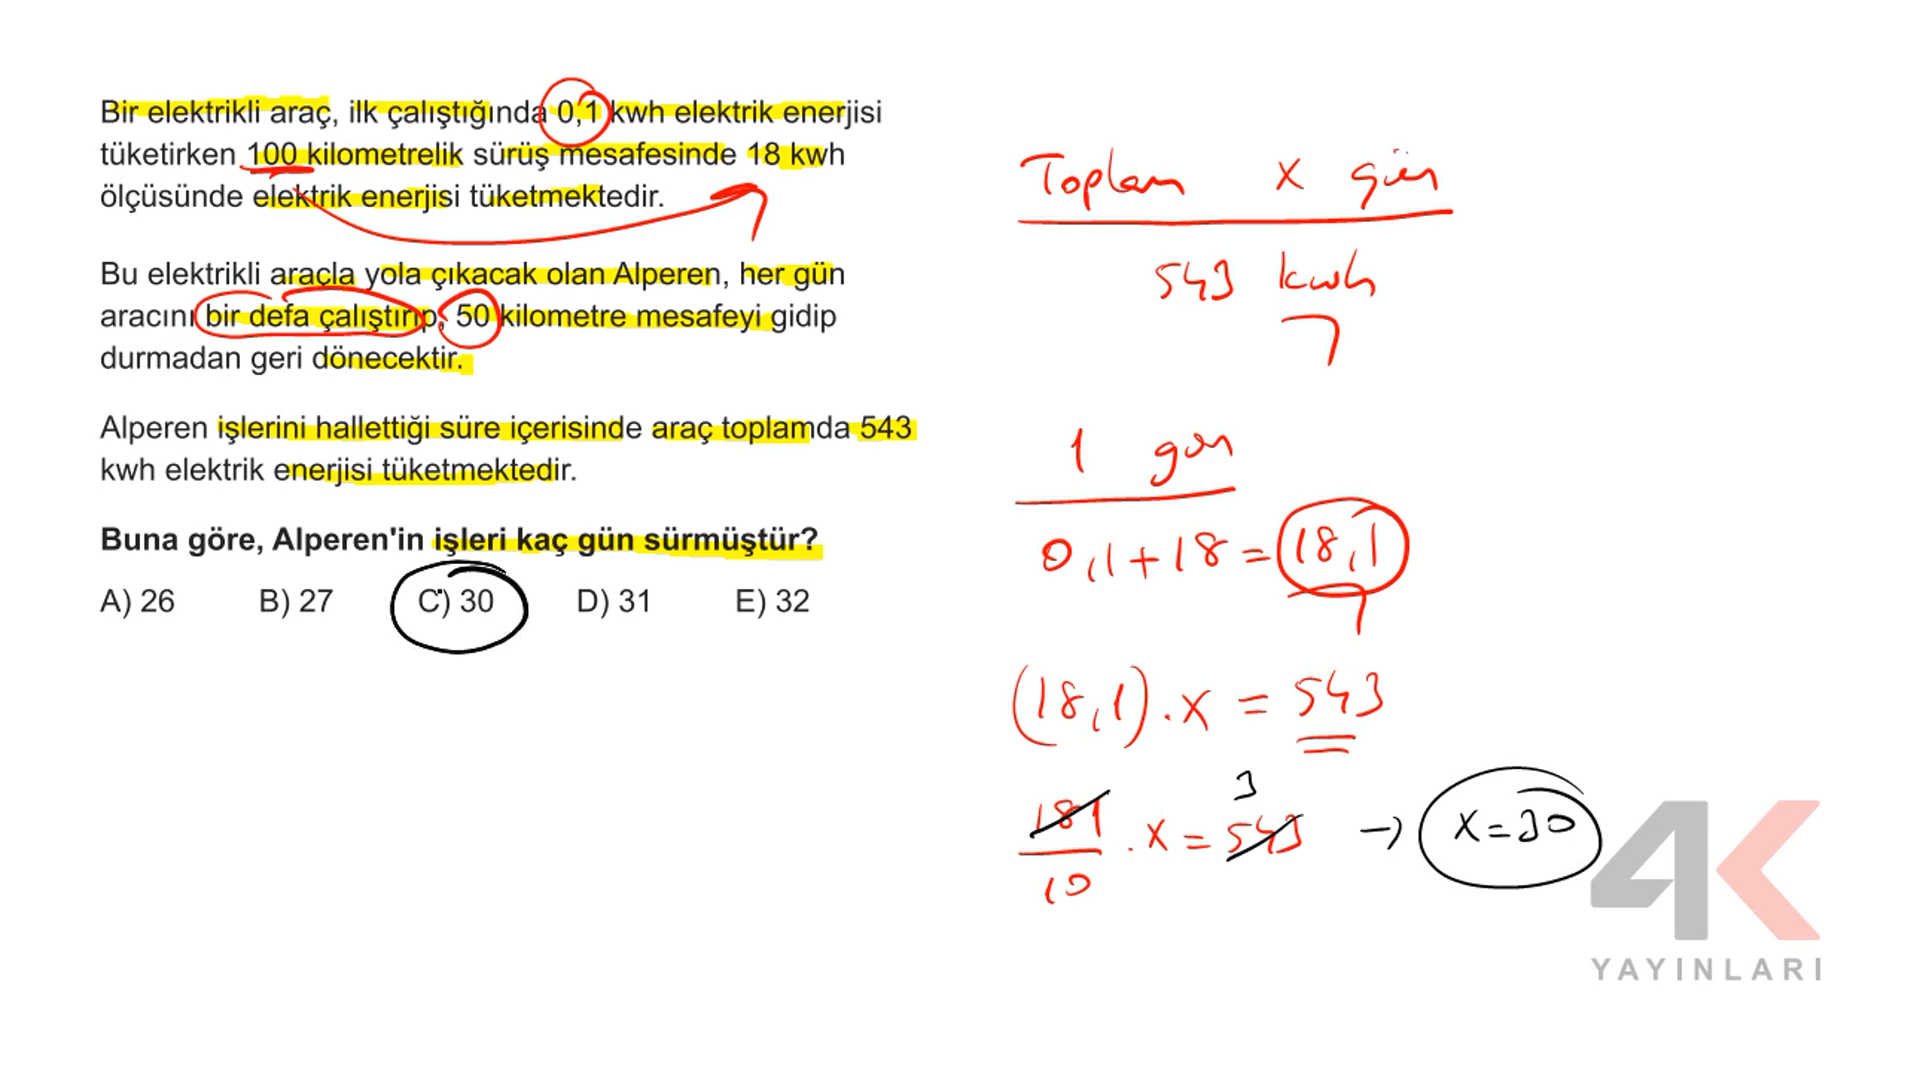 Bir elektrikli araç, ilk çalıştığında 0,1 kwh elektrik enerjisi
tüketirken 100 kilometrelik sürüş mesafesinde 18 kwh
ölçüsünde elektrik enerjisi tüketmektedir.
Bu elektrikli araçla yola çıkacak olan Alperen, her gün
aracını bir defa çalıştırıp, 50 kilometre mesafeyi gidip
durmadan geri dönecektir.
Alperen işlerini hallettiği süre içerisinde araç toplamda 543
kwh elektrik enerjisi tüketmektedir.
Buna göre, Alperen'in işleri kaç gün sürmüştür?
A) 26 B) 27 C) 30 D) 31 E) 32
Toplam x gün
543 kwh
1 gün
0,1+18=18,1
(18,1).x=543
3
181/10 .x=543 → x=30
4K
YAYINLARI